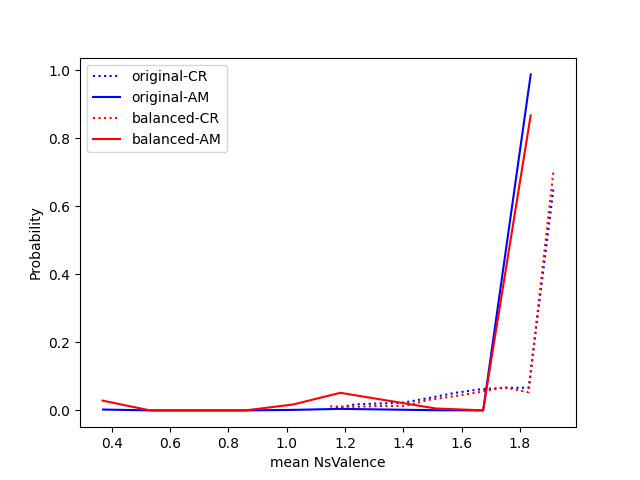 original-CR
original-AM
balanced-CR
balanced-AM
1.0
0.8
0.6
0.4
0.2
0.0
Probability
0.4 0.6 0.8 1.0 1.2 1.4 1.6 1.8
mean NsValence